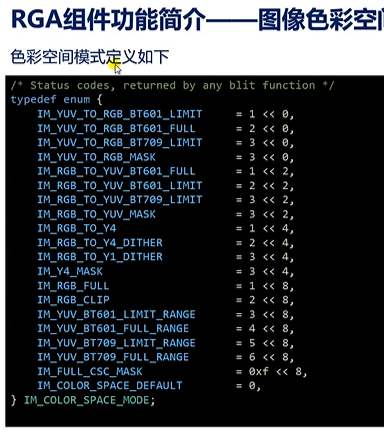 RGA组件功能简介——图像色彩空
色彩空间模式定义如下
/* Status codes, returned by any blit function */
typedef enum {
    IM_YUV_TO_RGB_BT601_LIMIT     = 1 << 0,
    IM_YUV_TO_RGB_BT601_FULL      = 2 << 0,
    IM_YUV_TO_RGB_BT709_LIMIT     = 3 << 0,
    IM_YUV_TO_RGB_MASK            = 3 << 0,
    IM_RGB_TO_YUV_BT601_FULL      = 1 << 2,
    IM_RGB_TO_YUV_BT601_LIMIT     = 2 << 2,
    IM_RGB_TO_YUV_BT709_LIMIT     = 3 << 2,
    IM_RGB_TO_YUV_MASK            = 3 << 2,
    IM_RGB_TO_Y4                  = 1 << 4,
    IM_RGB_TO_Y4_DITHER           = 2 << 4,
    IM_RGB_TO_Y1_DITHER           = 3 << 4,
    IM_Y4_MASK                    = 3 << 4,
    IM_RGB_FULL                   = 1 << 8,
    IM_RGB_CLIP                   = 2 << 8,
    IM_YUV_BT601_LIMIT_RANGE      = 3 << 8,
    IM_YUV_BT601_FULL_RANGE       = 4 << 8,
    IM_YUV_BT709_LIMIT_RANGE      = 5 << 8,
    IM_YUV_BT709_FULL_RANGE       = 6 << 8,
    IM_FULL_CSC_MASK              = 0xf << 8,
    IM_COLOR_SPACE_DEFAULT        = 0,
} IM_COLOR_SPACE_MODE;